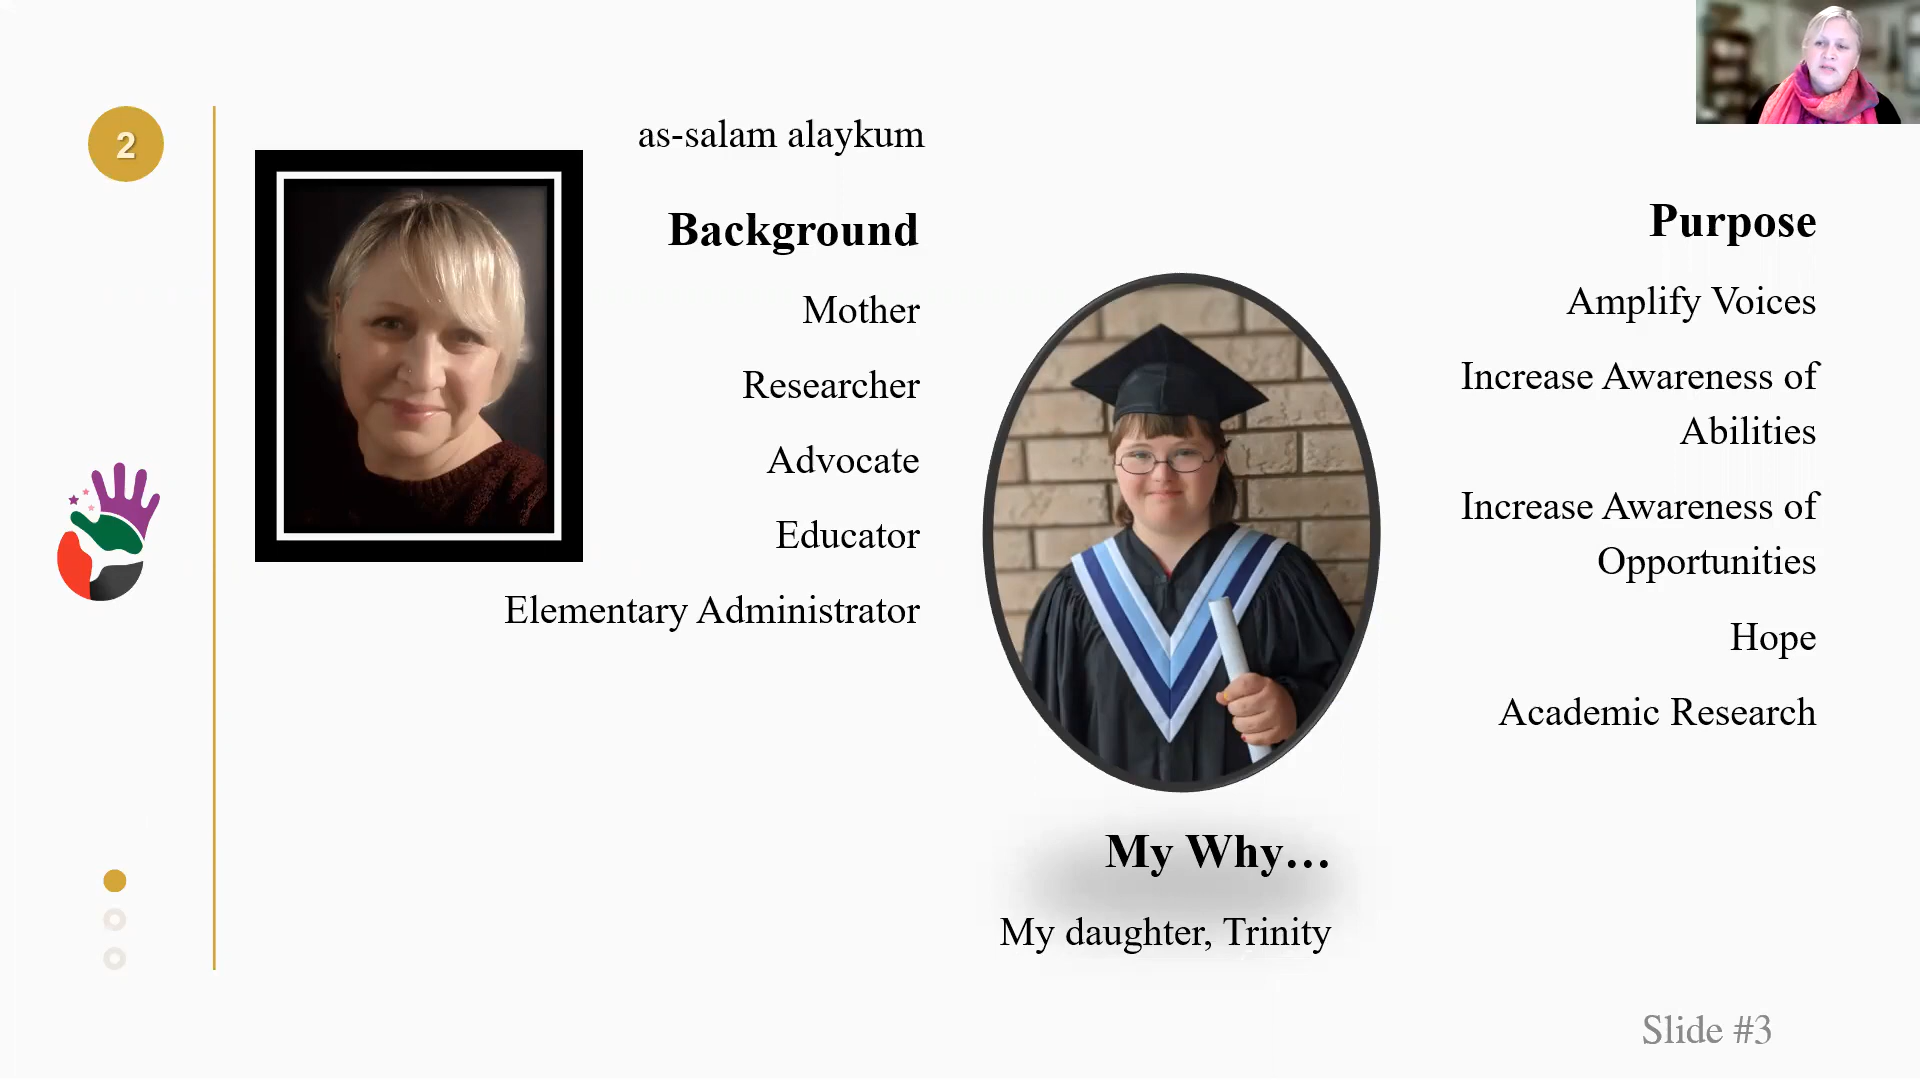 2
as-salam alaykum
Background
Mother
Researcher
Advocate
Educator
Elementary Administrator
My Why…
My daughter, Trinity
Purpose
Amplify Voices
Increase Awareness of
Abilities
Increase Awareness of
Opportunities
Hope
Academic Research
Slide #3